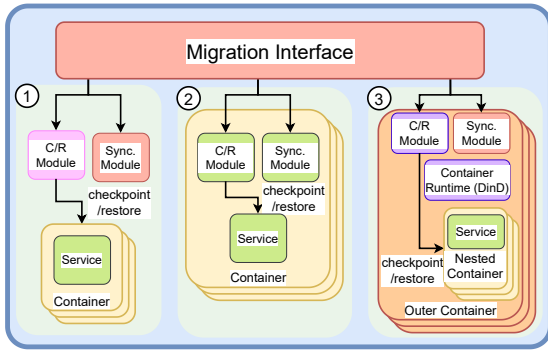 Migration Interface
1
C/R
Module
Sync.
Module
checkpoint
/restore
Service
Container
2
C/R
Module
Sync.
Module
checkpoint
/restore
Service
Container
3
C/R
Module
Sync.
Module
Container
Runtime (DinD)
checkpoint
/restore
Service
Nested
Container
Outer Container